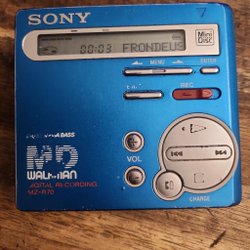 SONY
7
Mini
Disc
00:03 FRONDEUS
MENU
ENTER
REC
MD
WALKMAN
DIGITAL RECORDING
MZ-R70
VOL
CHARGE